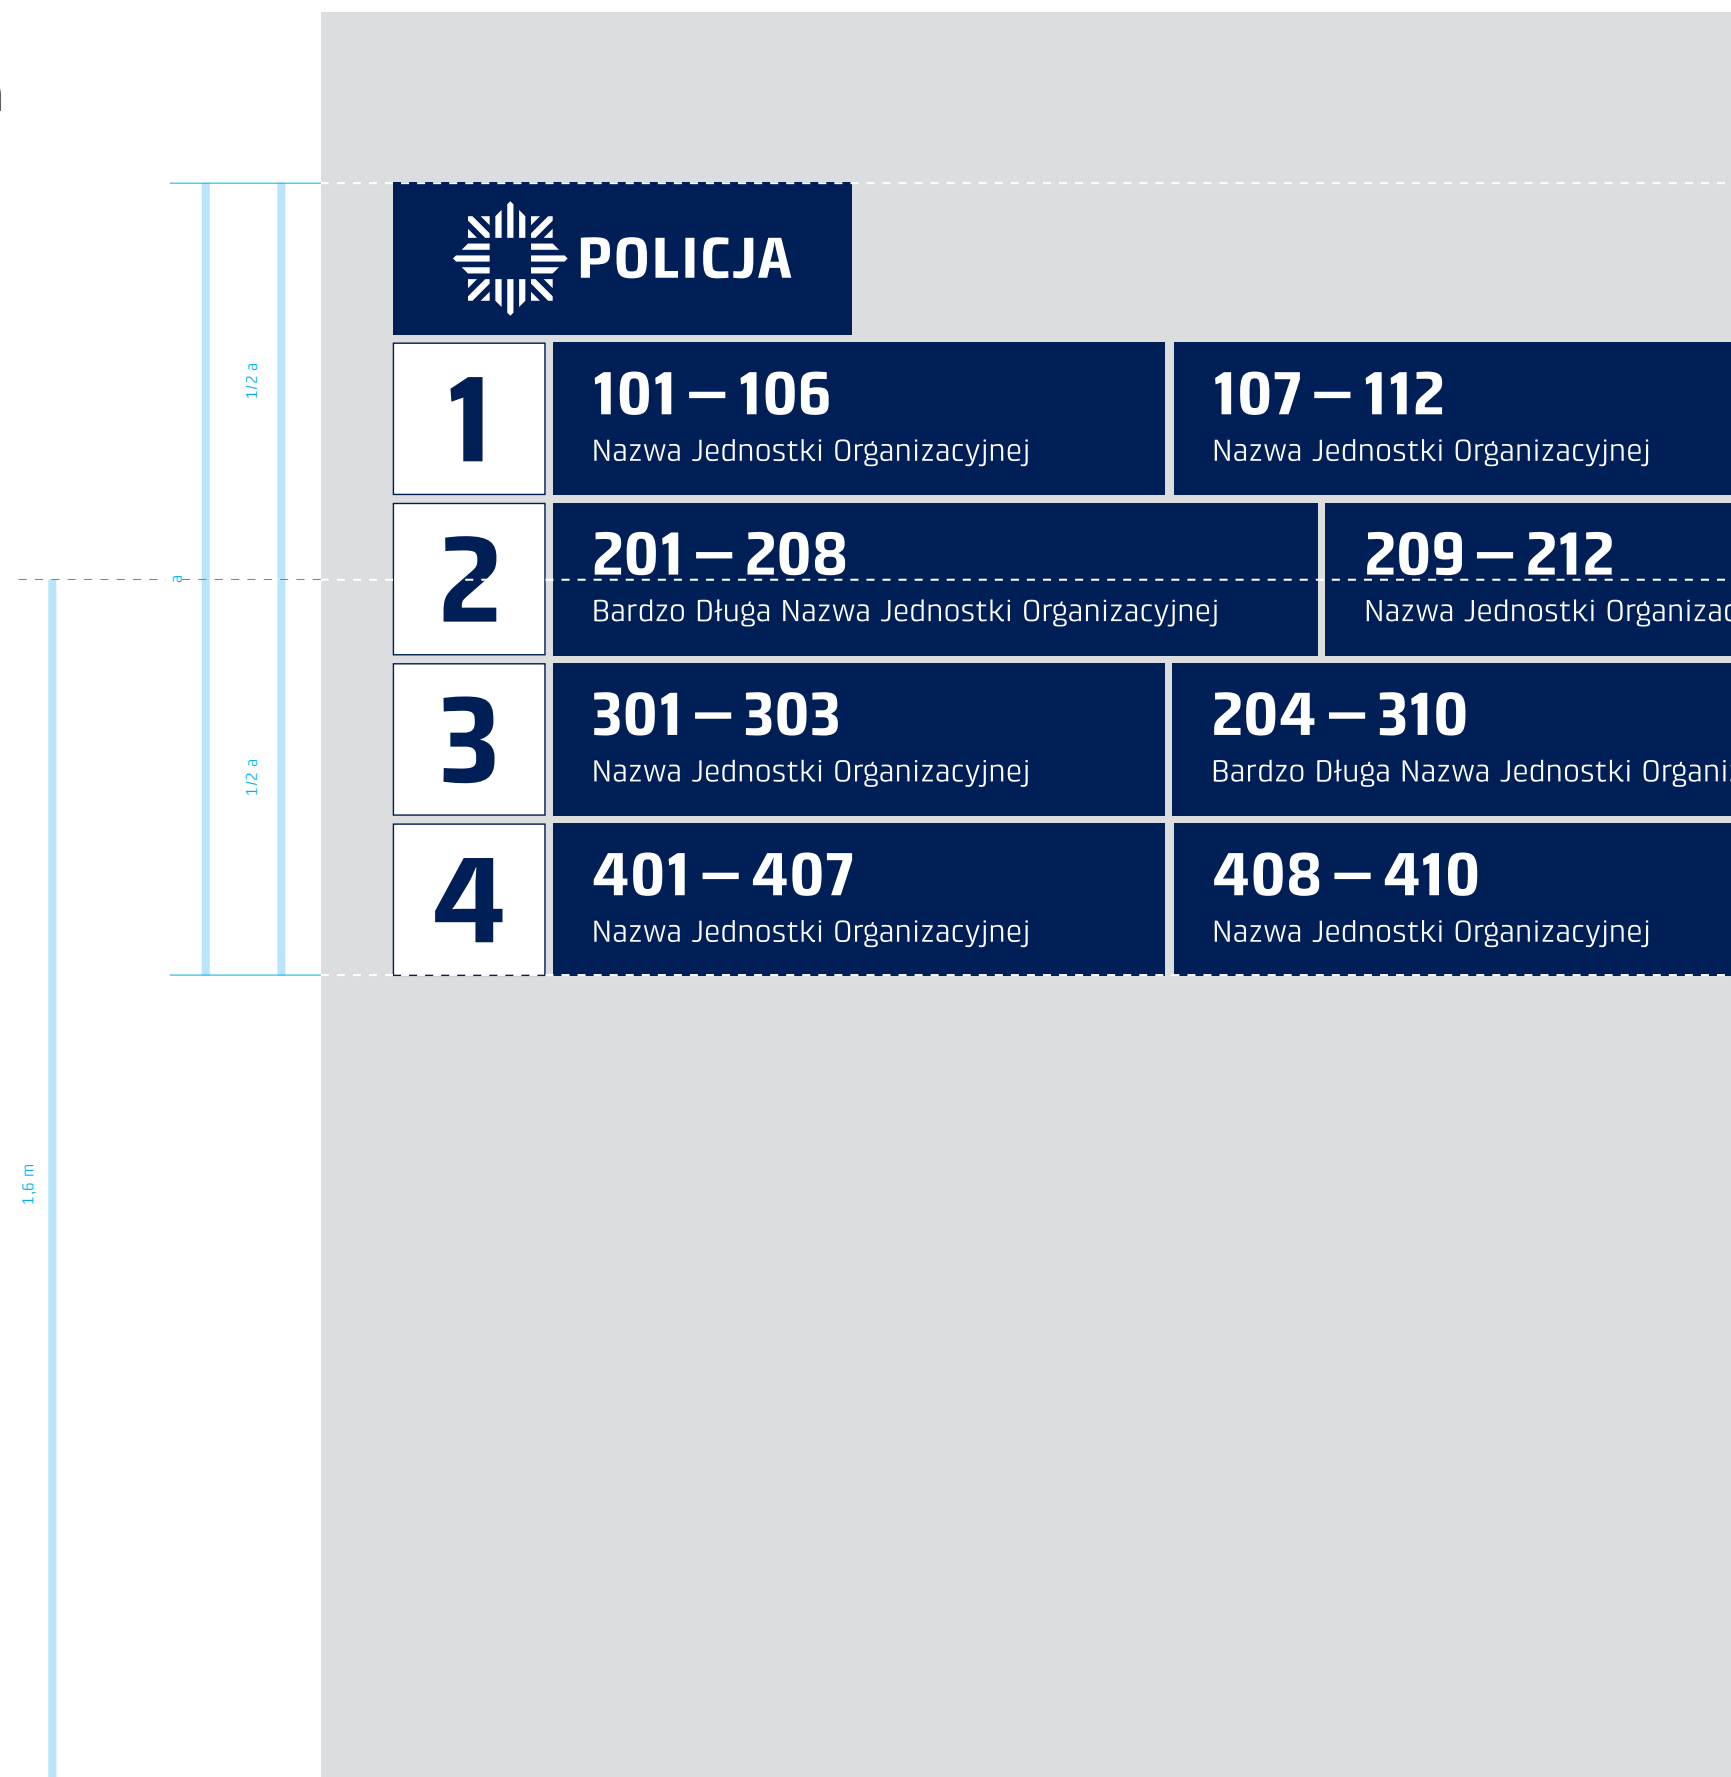 POLICJA
1
101 – 106
Nazwa Jednostki Organizacyjnej
107 – 112
Nazwa Jednostki Organizacyjnej
2
201 – 208
Bardzo Długa Nazwa Jednostki Organizacyjnej
209 – 212
Nazwa Jednostki
3
301 – 303
Nazwa Jednostki Organizacyjnej
204 – 310
Bardzo Długa Nazwa Jednostki
4
401 – 407
Nazwa Jednostki Organizacyjnej
408 – 410
Nazwa Jednostki Organizacyjnej
1/2 a
a
1/2 a
1,6 m